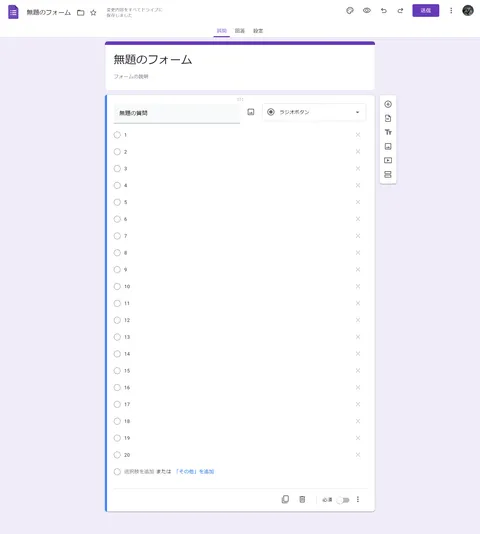 無題のフォーム
変更内容をすべてドライブに
保存しました
送信
質問 回答 設定
無題のフォーム
フォームの説明
無題の質問
ラジオボタン
1
2
3
4
5
6
7
8
9
10
11
12
13
14
15
16
17
18
19
20
選択肢を追加 または 「その他」を追加
必須
Tт